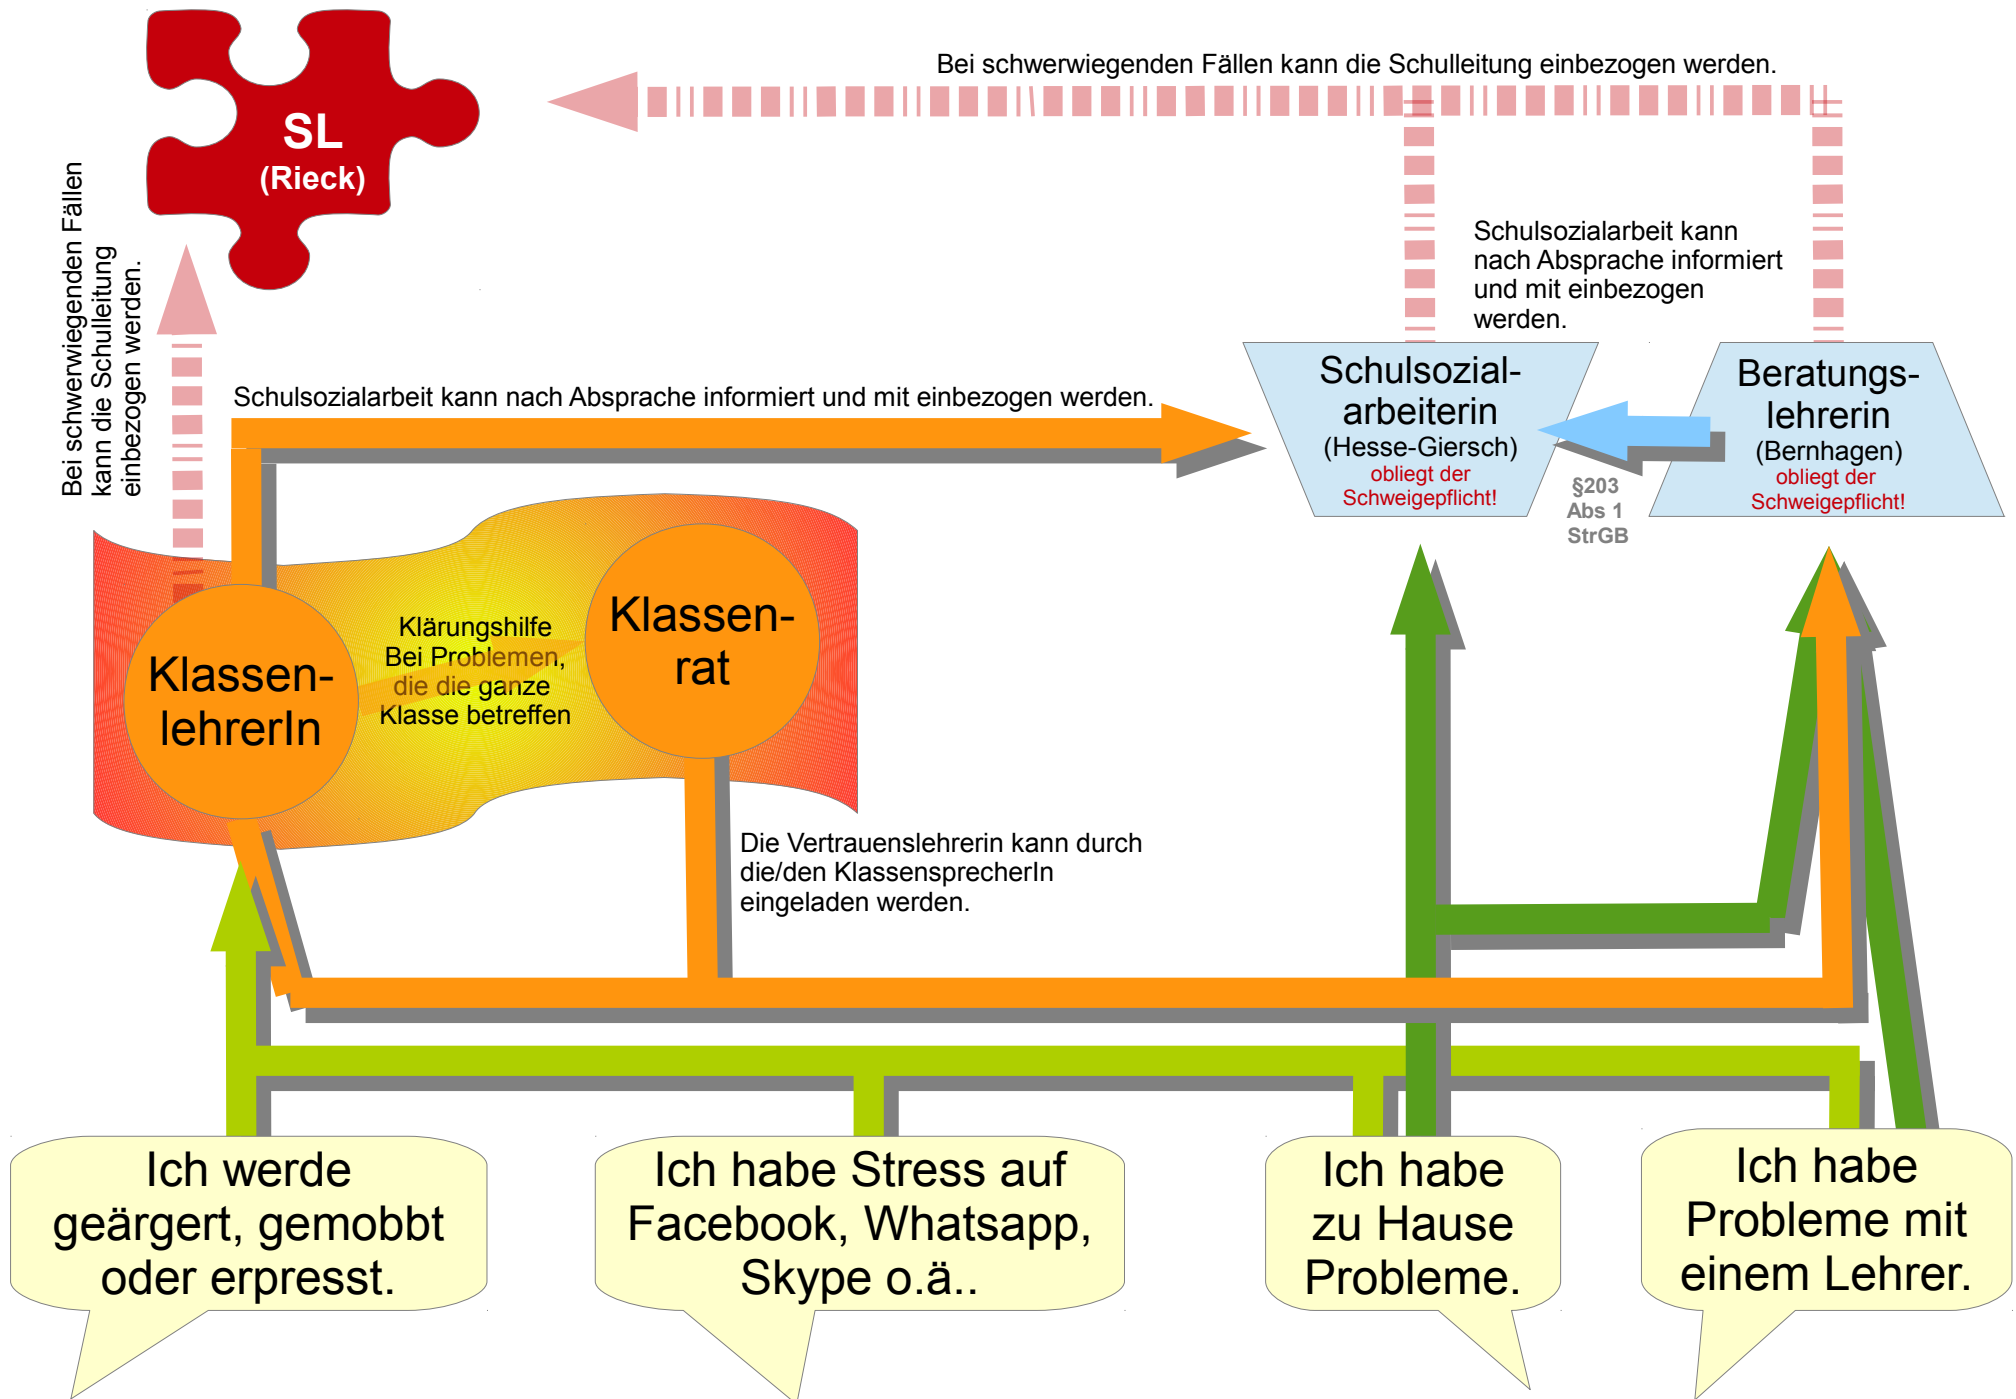 Bei schwerwiegenden Fällen kann die Schulleitung einbezogen werden.
SL
(Rieck)
Bei schwerwiegenden Fällen
kann die Schulleitung
einbezogen werden.
Schulsozialarbeit kann
nach Absprache informiert
und mit einbezogen
werden.
Schulsozialarbeit kann nach Absprache informiert und mit einbezogen werden.
Schulsozial-
arbeiterin
(Hesse-Giersch)
obliegt der
Schweigepflicht!
§203
Abs 1
StrGB
Beratungs-
lehrerin
(Bernhagen)
obliegt der
Schweigepflicht!
Klassen-
lehrerIn
Klärungshilfe
Bei Problemen,
die die ganze
Klasse betreffen
Klassen-
rat
Die Vertrauenslehrerin kann durch
die/den KlassensprecherIn
eingeladen werden.
Ich werde
geärgert, gemobbt
oder erpresst.
Ich habe Stress auf
Facebook, Whatsapp,
Skype o.ä..
Ich habe
zu Hause
Probleme.
Ich habe
Probleme mit
einem Lehrer.